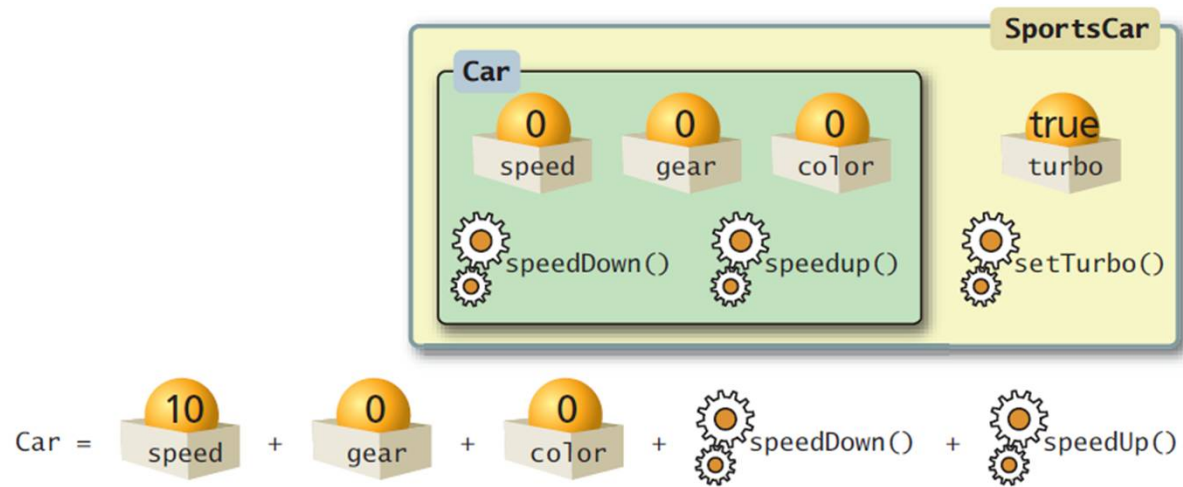 SportsCar
Car
0 0 0 true
speed gear color turbo
speedDown() speedup() setTurbo()
10 0 0
Car = speed + gear + color + speedDown() + speedUp()